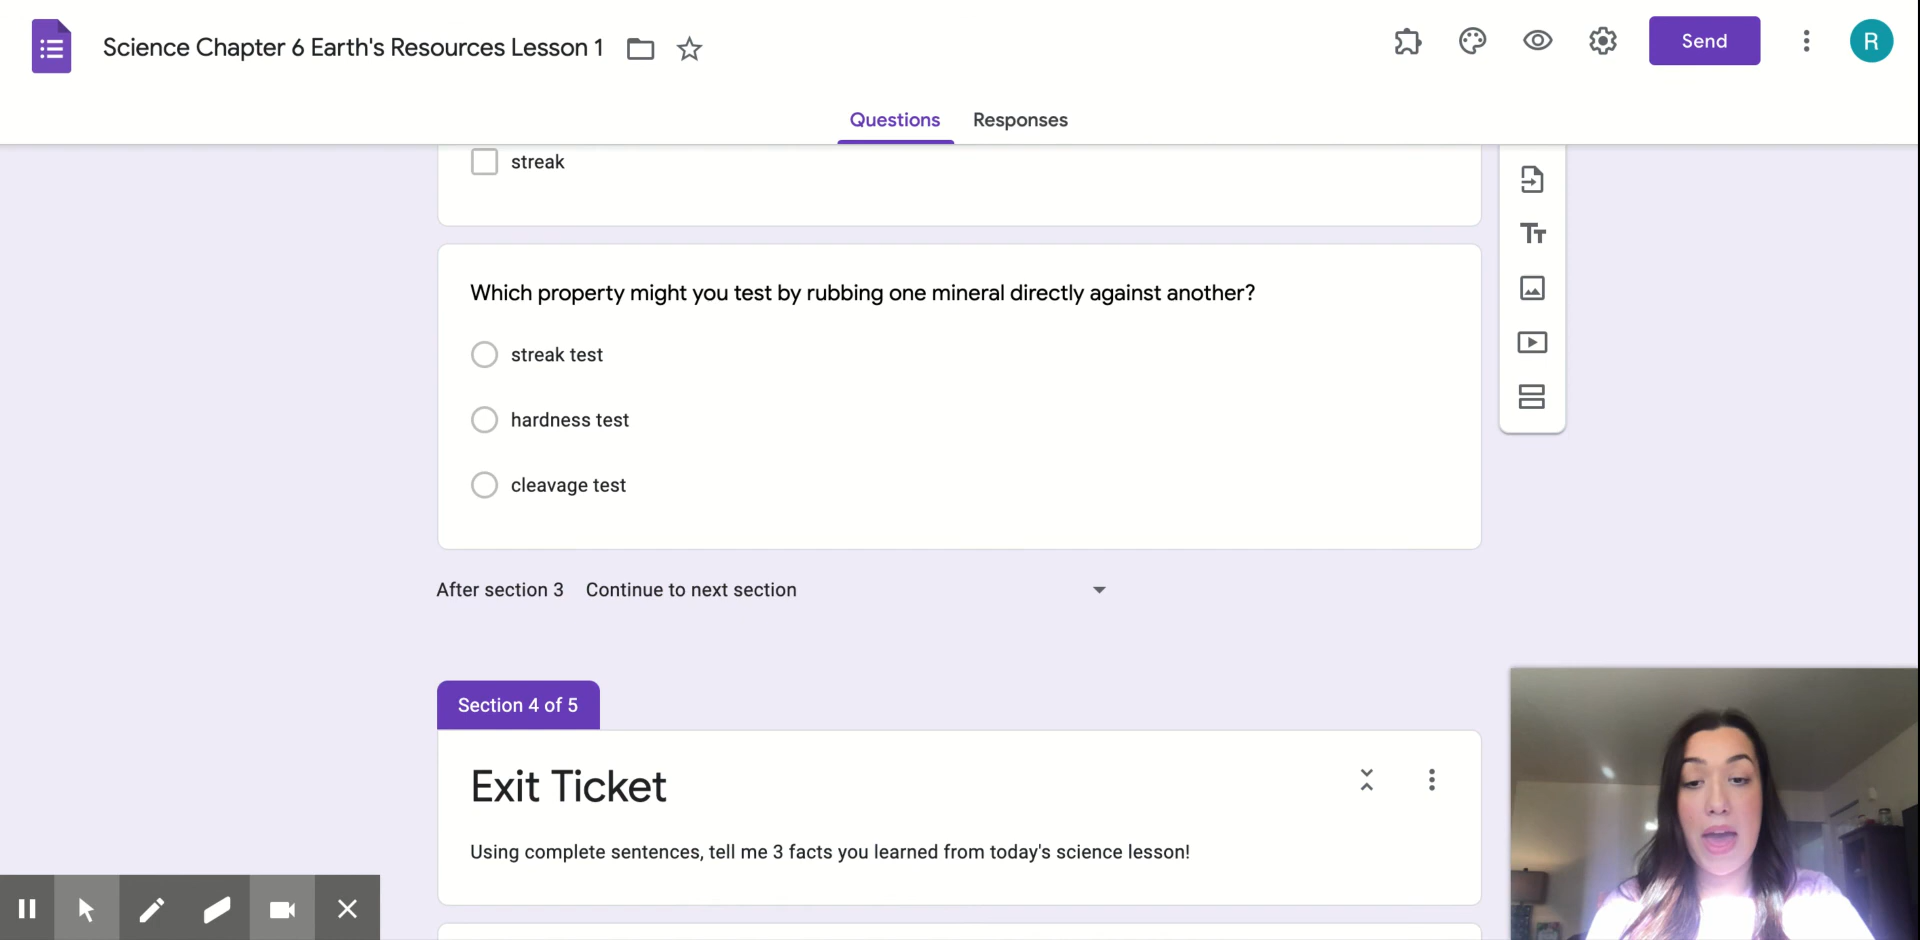 Science Chapter 6 Earth's Resources Lesson 1
Send
R
Questions Responses
streak
Which property might you test by rubbing one mineral directly against another?
streak test
hardness test
cleavage test
After section 3 Continue to next section
Section 4 of 5
Exit Ticket
Using complete sentences, tell me 3 facts you learned from today's science lesson!